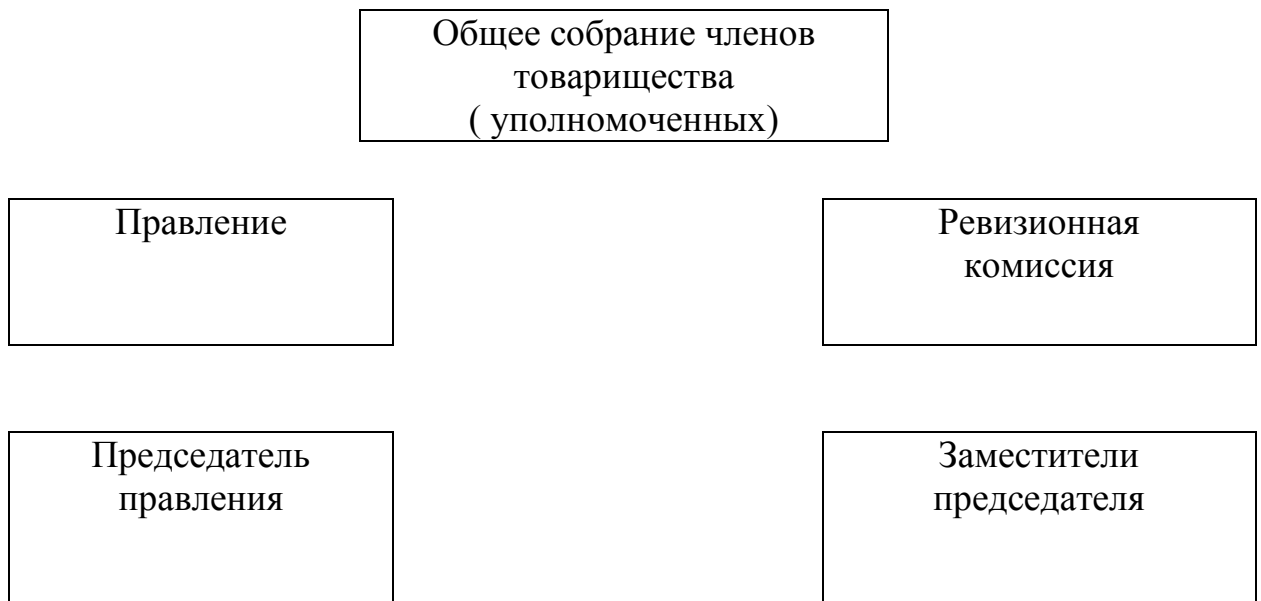 Общее собрание членов
товарищества
( уполномоченных)
Правление
Ревизионная
комиссия
Председатель
правления
Заместители
председателя